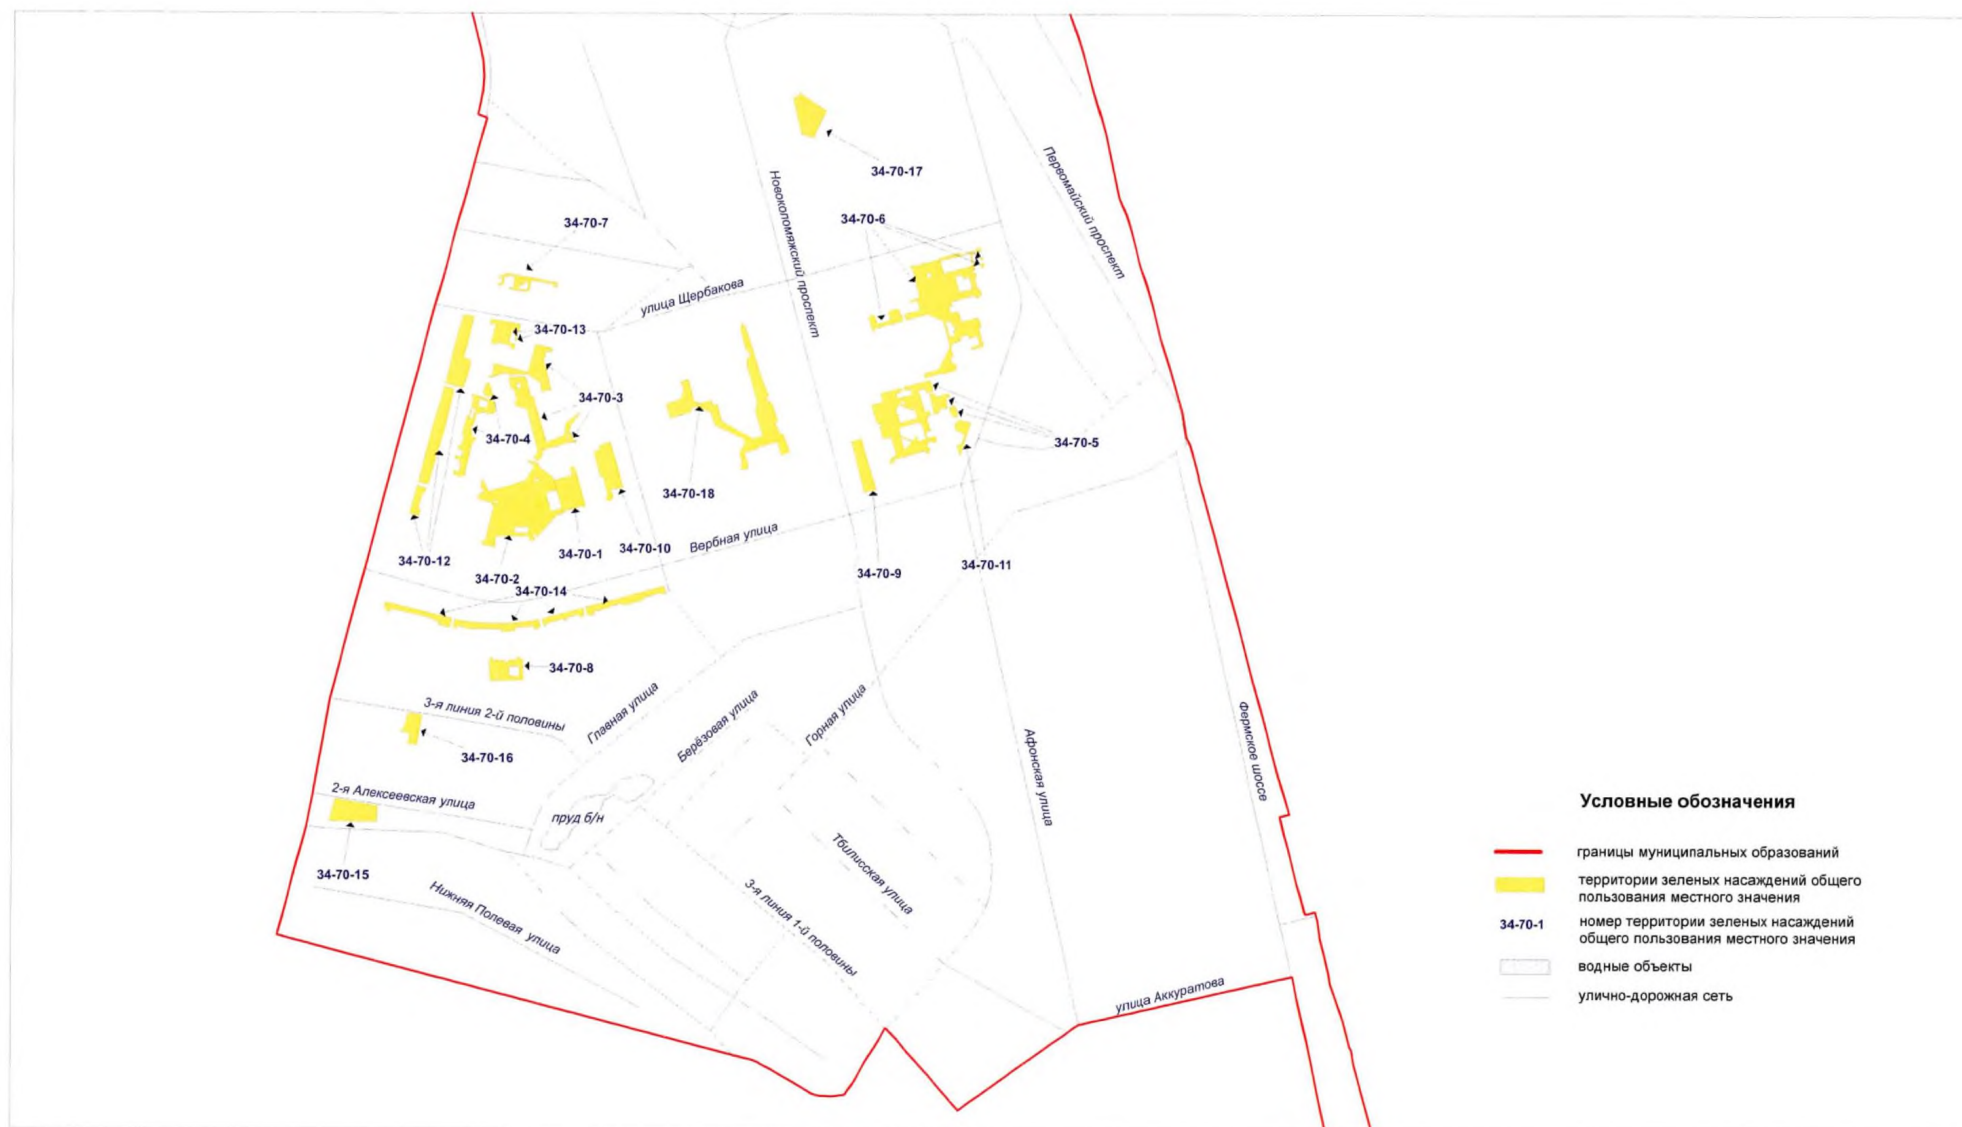 34-70-17
Первомайский проспект
Новоколомяжский проспект
34-70-6
34-70-7
улица Щербакова
34-70-13
34-70-3
34-70-4
34-70-5
34-70-18
Вербная улица
34-70-12
34-70-1
34-70-10
34-70-2
34-70-14
34-70-9
34-70-11
34-70-8
3-я линия 2-й половины
Главная улица
Берёзовая улица
Горная улица
34-70-16
2-я Алексеевская улица
пруд б/н
34-70-15
Нижняя Полевая улица
3-я линия 1-й половины
Тбилисская улица
Афонская улица
Фермское шоссе
улица Аккуратова
Условные обозначения
границы муниципальных образований
территории зеленых насаждений общего
пользования местного значения
34-70-1
номер территории зеленых насаждений
общего пользования местного значения
водные объекты
улично-дорожная сеть